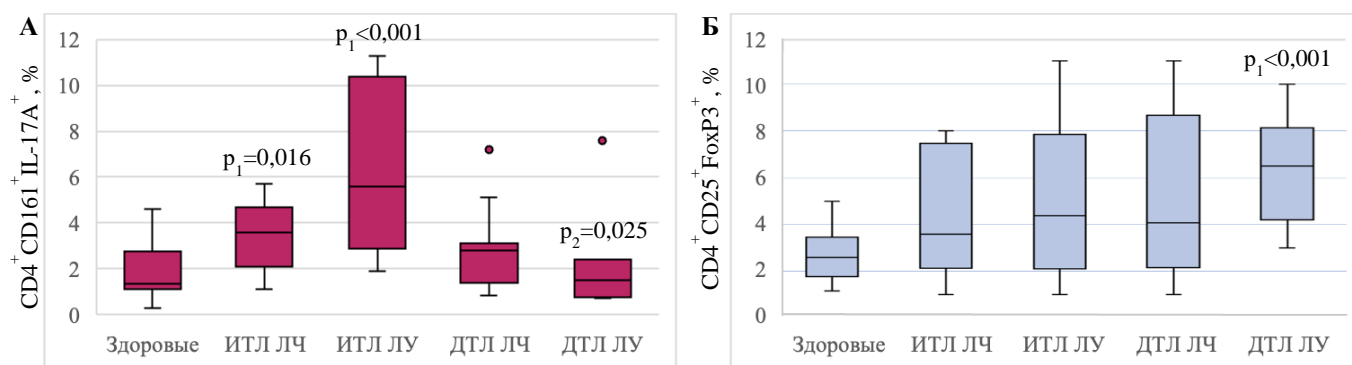 А
CD4⁺ CD161⁺ IL-17A⁺, %
12
10
8
6
4
2
0
p₁=0,016
p₁<0,001
p₂=0,025
Здоровые ИТЛ ЛЧ ИТЛ ЛУ ДТЛ ЛЧ ДТЛ ЛУ
Б
CD4⁺ CD25⁺ FoxP3⁺, %
12
10
8
6
4
2
0
p₁<0,001
Здоровые ИТЛ ЛЧ ИТЛ ЛУ ДТЛ ЛЧ ДТЛ ЛУ